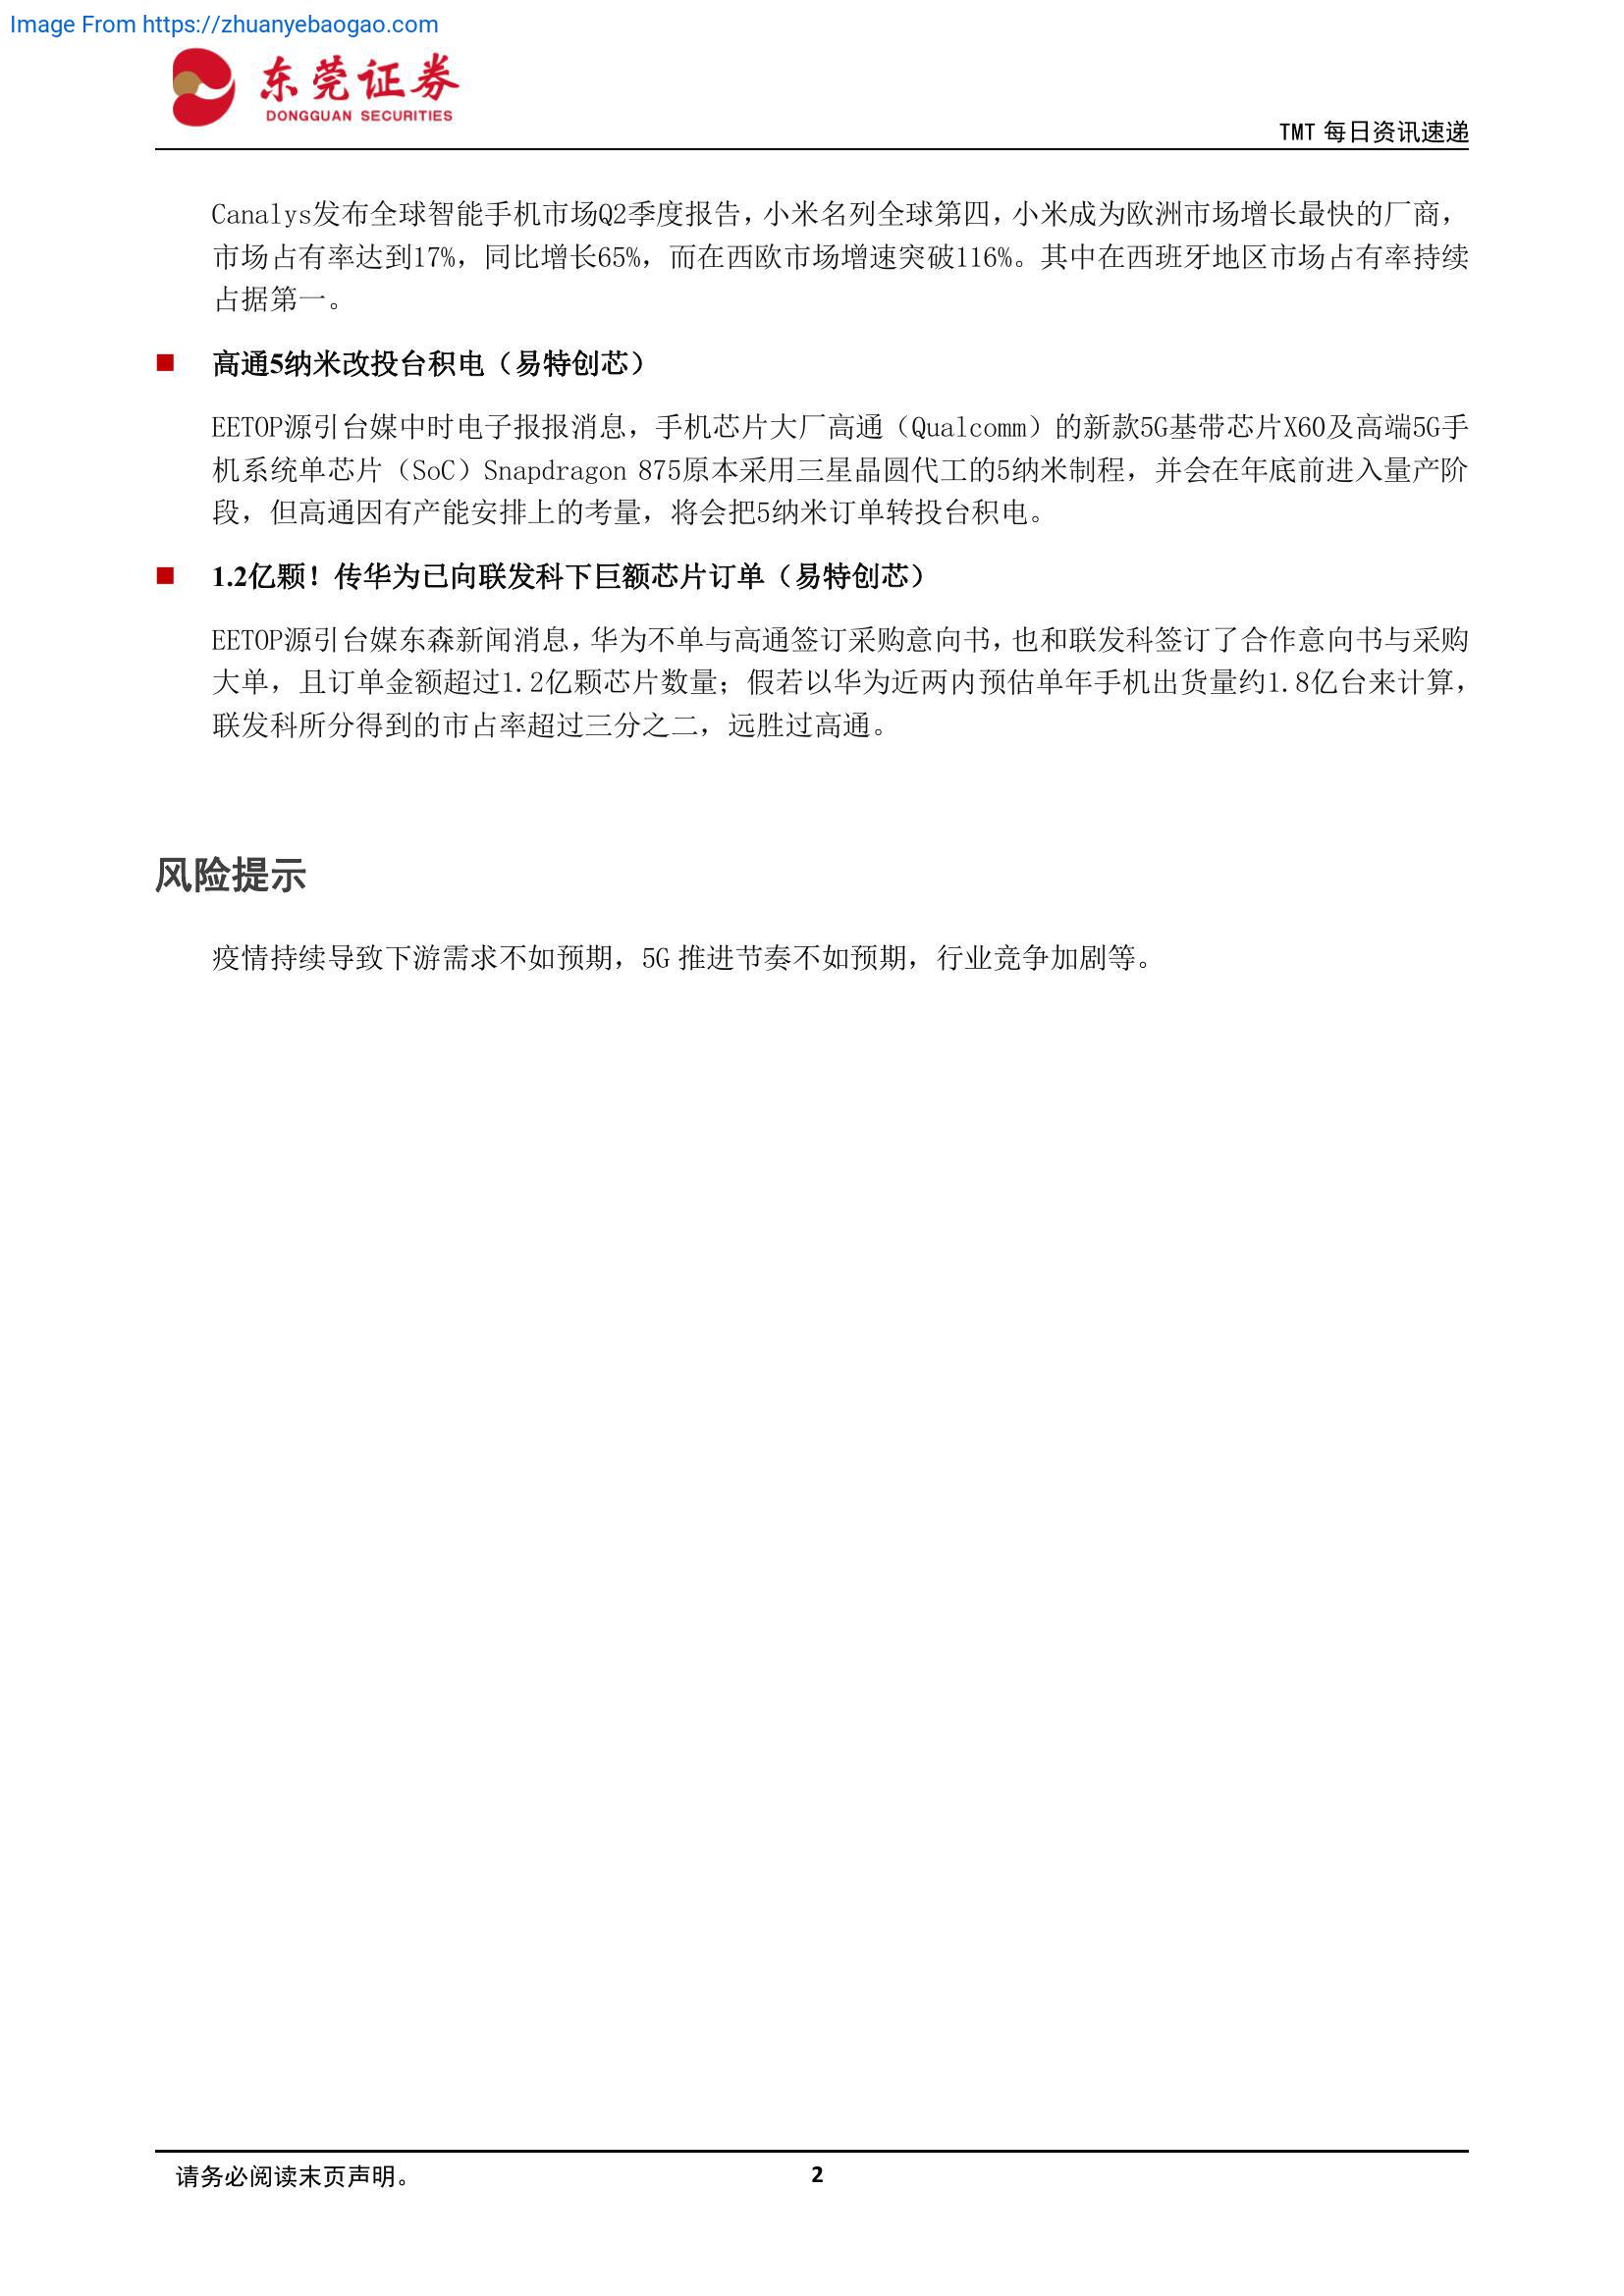 Image From https://zhuanyebaogao.com
东莞证券
DONGGUAN SECURITIES
TMT 每日资讯速递
Canalys发布全球智能手机市场Q2季度报告，小米名列全球第四，小米成为欧洲市场增长最快的厂商，
市场占有率达到17%，同比增长65%，而在西欧市场增速突破116%。其中在西班牙地区市场占有率持续
占据第一。
■ 高通5纳米改投台积电（易特创芯）
EETOP源引台媒中时电子报报消息，手机芯片大厂高通（Qualcomm）的新款5G基带芯片X60及高端5G手
机系统单芯片（SoC）Snapdragon 875原本采用三星晶圆代工的5纳米制程，并会在年底前进入量产阶
段，但高通因有产能安排上的考量，将会把5纳米订单转投台积电。
■ 1.2亿颗！传华为已向联发科下巨额芯片订单（易特创芯）
EETOP源引台媒东森新闻消息，华为不单与高通签订采购意向书，也和联发科签订了合作意向书与采购
大单，且订单金额超过1.2亿颗芯片数量；假若以华为近两内预估单年手机出货量约1.8亿台来计算，
联发科所分得到的市占率超过三分之二，远胜过高通。
风险提示
疫情持续导致下游需求不如预期，5G 推进节奏不如预期，行业竞争加剧等。
请务必阅读末页声明。
2